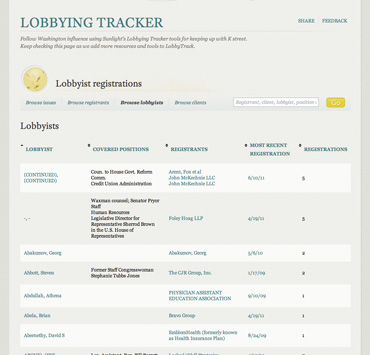 LOBBYING TRACKER
SHARE FEEDBACK
Follow Washington influence using Sunlight's Lobbying Tracker tools for keeping up with K street.
Keep checking this page as we add more resources and tools to LobbyTrack.
Lobbyist registrations
Browse issues Browse registrants Browse lobbyists Browse clients Registrant, client, lobbyist, position o Go
Lobbyists
LOBBYIST COVERED POSITIONS REGISTRANTS MOST RECENT REGISTRATION REGISTRATIONS
(CONTINUED), Coun. to House Govt. Reform Arent, Fox et al 6/10/11 5
(CONTINUED) Comm. John McKechnie LLC
Credit Union Administration John McKechnie LLC
-, - Waxman counsel; Senator Pryor Foley Hoag LLP 4/19/11 5
Staff
Human Resources
Legislative Director for
Representative Sherrod Brown
in the U.S. House of
Representatives
Abakumov, Georg 5/6/10 2
Abbott, Steven Former Staff Congresswoman The CJR Group, Inc. 1/17/09 2
Stephanie Tubbs Jones
Abdullah, Athena PHYSICIAN ASSISTANT 9/10/09 1
EDUCATION ASSOCIATION
Abela, Brian Bravo Group 4/19/11 1
Abernethy, David S EmblemHealth (formerly known 8/24/09 1
as Health Insurance Plan)